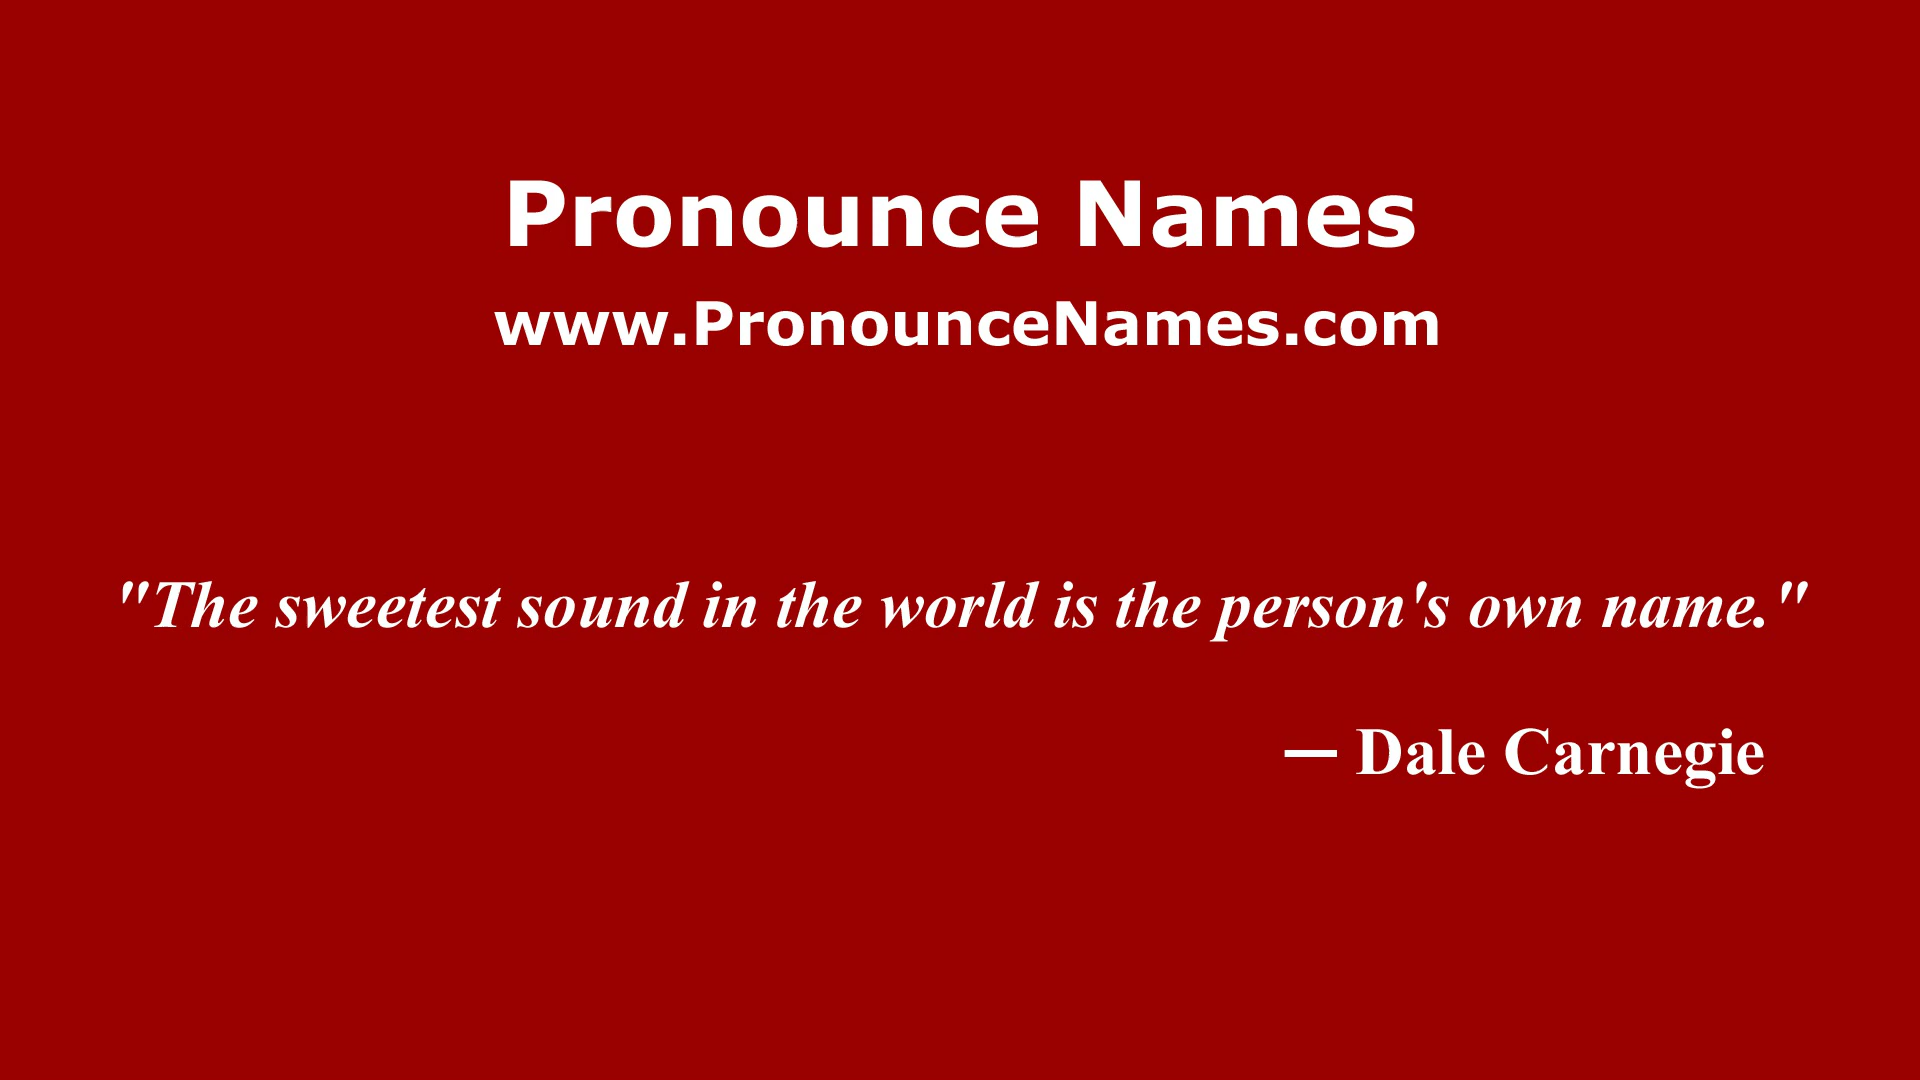 Pronounce Names
www.PronounceNames.com
"The sweetest sound in the world is the person's own name."
— Dale Carnegie